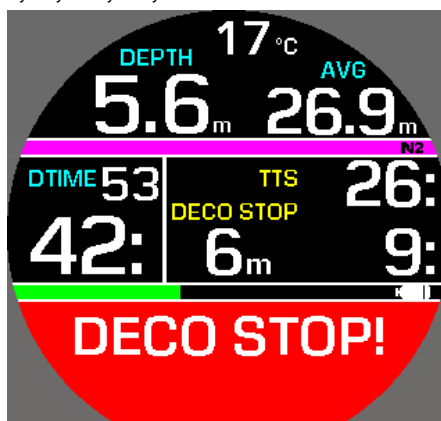 17 °C
DEPTH AVG
5.6m 26.9m
N2
DTIME 53 TTS 26:
DECO STOP
42: 6m 9:
DECO STOP!